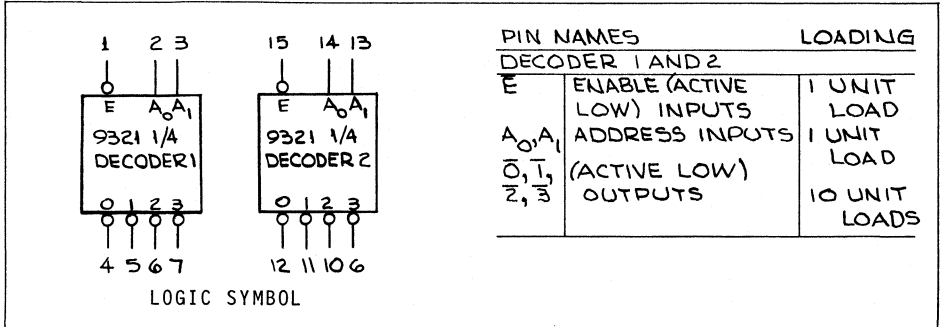 1 2 3
E A0 A1
9321 1/4
DECODER 1
0 1 2 3
4 5 6 7
15 14 13
E A0 A1
9321 1/4
DECODER 2
0 1 2 3
12 11 10 6
LOGIC SYMBOL
PIN NAMES LOADING
DECODER 1 AND 2
E̅ ENABLE (ACTIVE 1 UNIT
LOW) INPUTS LOAD
A0, A1 ADDRESS INPUTS 1 UNIT
LOAD
0̅, 1̅, (ACTIVE LOW)
2̅, 3̅ OUTPUTS 10 UNIT
LOADS